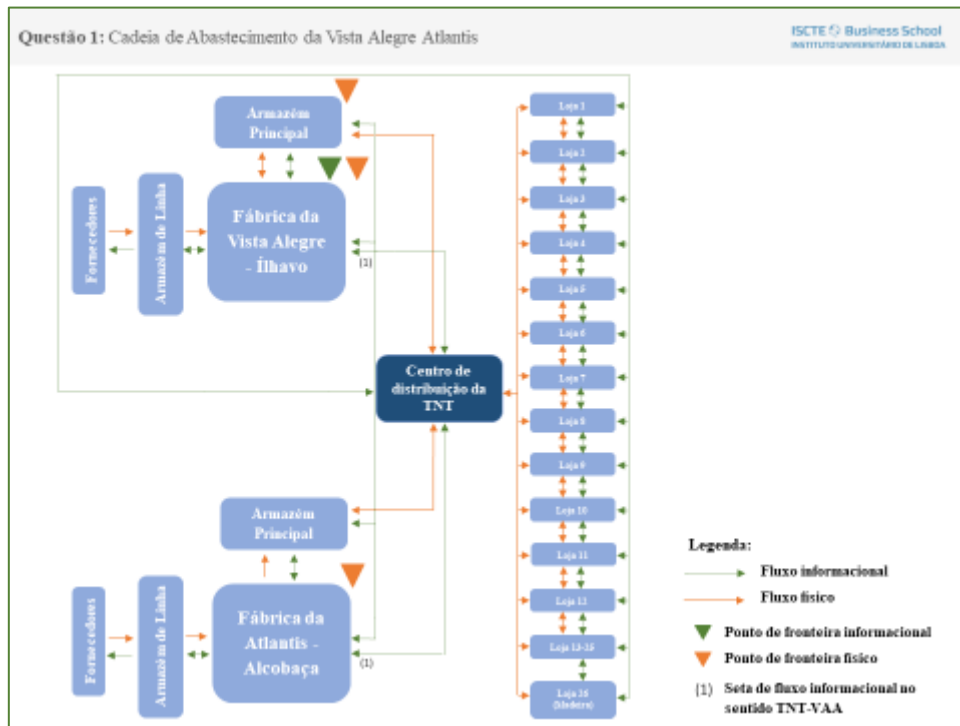 Questão 1: Cadeia de Abastecimento da Vista Alegre Atlantis
ISCTE Business School
INSTITUTO UNIVERSITÁRIO DE LISBOA
Armazém
Principal
Fornecedores
Armazém de Linha
Fábrica da
Vista Alegre
- Ílhavo
(1)
Centro de
distribuição da
TNT
Armazém
Principal
Fornecedores
Armazém de Linha
Fábrica da
Atlantis -
Alcobaça
(1)
Loja 1
Loja 2
Loja 3
Loja 4
Loja 5
Loja 6
Loja 7
Loja 8
Loja 9
Loja 10
Loja 11
Loja 12
Loja 13-25
Loja 26
(Madeira)
Legenda:
Fluxo informacional
Fluxo físico
Ponto de fronteira informacional
Ponto de fronteira físico
(1) Seta de fluxo informacional no
sentido TNT-VAA